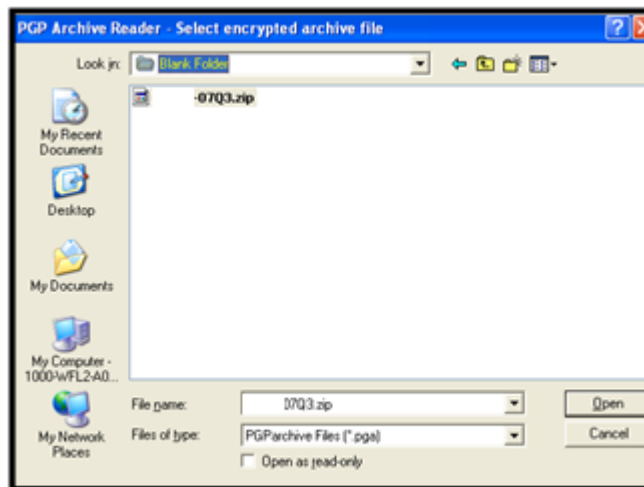 PGP Archive Reader - Select encrypted archive file
Look in:
Blank Folder
-07Q3.zip
My Recent
Documents
Desktop
My Documents
My Computer -
1000-WFL2-A0...
My Network
Places
File name:
07Q3.zip
Open
Files of type:
PGParchive Files (*.pga)
Cancel
Open as read-only